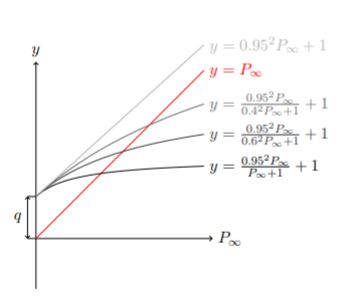 y
y = 0.95²P∞ + 1
y = P∞
y = 0.95²P∞ / 0.4²P∞+1 + 1
y = 0.95²P∞ / 0.6²P∞+1 + 1
y = 0.95²P∞ / P∞+1 + 1
q
P∞